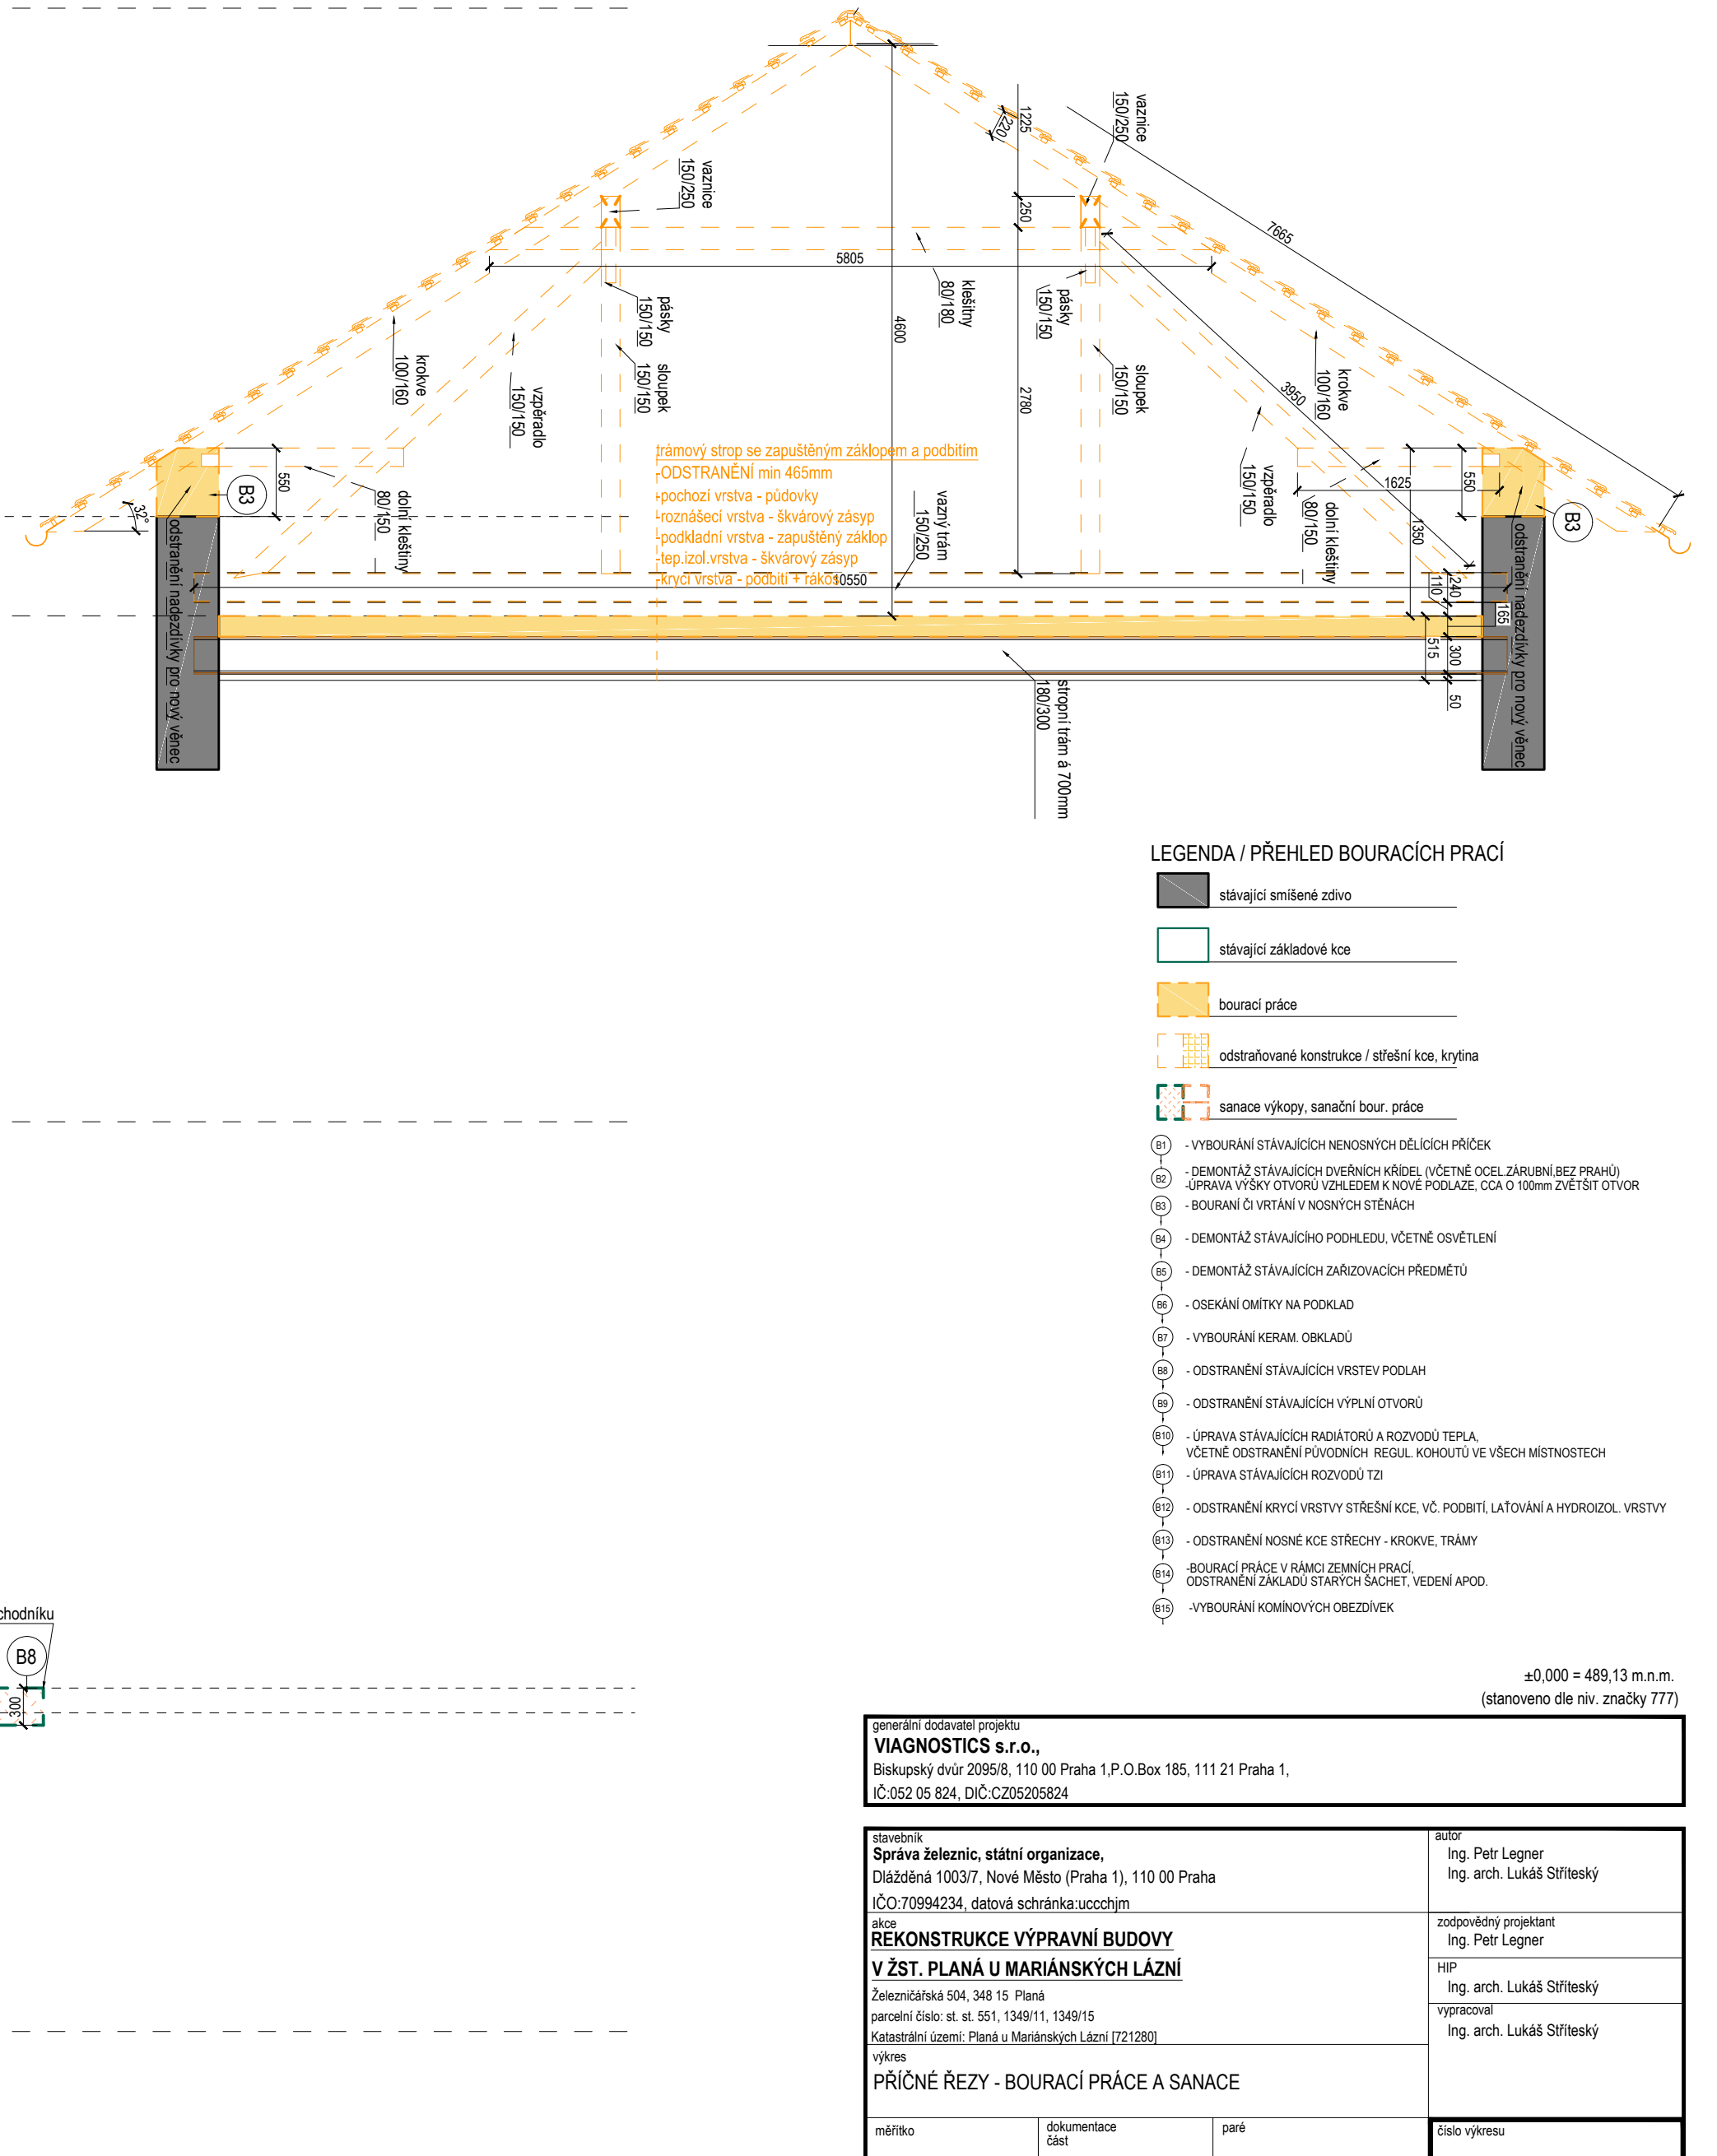 vaznice
150/250
vaznice
150/250
1225
220
250
7665
5805
4600
2780
3950
klešitny
80/180
pásky
150/150
pásky
150/150
sloupek
150/150
sloupek
150/150
krokve
100/160
krokve
100/160
vzpěradlo
150/150
vzpěradlo
150/150
dolní kleštiny
80/150
dolní kleštiny
80/150
550
550
B3
B3
32°
1625
1350
trámový strop se zapuštěným záklopem a podbitím
-ODSTRANĚNÍ min 465mm
-pochozí vrstva - půdovky
-roznášecí vrstva - škvárový zásyp
-podkladní vrstva - zapuštěný záklop
-tep.izol.vrstva - škvárový zásyp
-krycí vrstva - podbití + rákos
10550
vazný trám
150/250
odstranění nadezdívky pro nový věnec
odstranění nadezdívky pro nový věnec
240
110
165
515
300
50
stropní trám á 700mm
180/300
LEGENDA / PŘEHLED BOURACÍCH PRACÍ
stávající smíšené zdivo
stávající základové kce
bourací práce
odstraňované konstrukce / střešní kce, krytina
sanace výkopy, sanační bour. práce
B1 - VYBOURÁNÍ STÁVAJÍCÍCH NENOSNÝCH DĚLÍCÍCH PŘÍČEK
B2 - DEMONTÁŽ STÁVAJÍCÍCH DVEŘNÍCH KŘÍDEL (VČETNĚ OCEL.ZÁRUBNÍ,BEZ PRAHŮ)
-ÚPRAVA VÝŠKY OTVORŮ VZHLEDEM K NOVÉ PODLAZE, CCA O 100mm ZVĚTŠIT OTVOR
B3 - BOURANÍ ČI VRTÁNÍ V NOSNÝCH STĚNÁCH
B4 - DEMONTÁŽ STÁVAJÍCÍHO PODHLEDU, VČETNĚ OSVĚTLENÍ
B5 - DEMONTÁŽ STÁVAJÍCÍCH ZAŘIZOVACÍCH PŘEDMĚTŮ
B6 - OSEKÁNÍ OMÍTKY NA PODKLAD
B7 - VYBOURÁNÍ KERAM. OBKLADŮ
B8 - ODSTRANĚNÍ STÁVAJÍCÍCH VRSTEV PODLAH
B9 - ODSTRANĚNÍ STÁVAJÍCÍCH VÝPLNÍ OTVORŮ
B10 - ÚPRAVA STÁVAJÍCÍCH RADIÁTORŮ A ROZVODŮ TEPLA,
VČETNĚ ODSTRANĚNÍ PŮVODNÍCH REGUL. KOHOUTŮ VE VŠECH MÍSTNOSTECH
B11 - ÚPRAVA STÁVAJÍCÍCH ROZVODŮ TZI
B12 - ODSTRANĚNÍ KRYCÍ VRSTVY STŘEŠNÍ KCE, VČ. PODBITÍ, LAŤOVÁNÍ A HYDROIZOL. VRSTVY
B13 - ODSTRANĚNÍ NOSNÉ KCE STŘECHY - KROKVE, TRÁMY
B14 -BOURACÍ PRÁCE V RÁMCI ZEMNÍCH PRACÍ,
ODSTRANĚNÍ ZÁKLADŮ STARÝCH ŠACHET, VEDENÍ APOD.
B15 -VYBOURÁNÍ KOMÍNOVÝCH OBEZDÍVEK
chodníku
B8
300
±0,000 = 489,13 m.n.m.
(stanoveno dle niv. značky 777)
generální dodavatel projektu
VIAGNOSTICS s.r.o.,
Biskupský dvůr 2095/8, 110 00 Praha 1,P.O.Box 185, 111 21 Praha 1,
IČ:052 05 824, DIČ:CZ05205824
stavebník
Správa železnic, státní organizace,
Dlážděná 1003/7, Nové Město (Praha 1), 110 00 Praha
IČO:70994234, datová schránka:uccchjm
autor
Ing. Petr Legner
Ing. arch. Lukáš Stříteský
akce
REKONSTRUKCE VÝPRAVNÍ BUDOVY
V ŽST. PLANÁ U MARIÁNSKÝCH LÁZNÍ
Železničářská 504, 348 15 Planá
parcelní číslo: st. st. 551, 1349/11, 1349/15
Katastrální území: Planá u Mariánských Lázní [721280]
zodpovědný projektant
Ing. Petr Legner
HIP
Ing. arch. Lukáš Stříteský
vypracoval
Ing. arch. Lukáš Stříteský
výkres
PŘÍČNÉ ŘEZY - BOURACÍ PRÁCE A SANACE
měřítko
dokumentace
část
paré
číslo výkresu